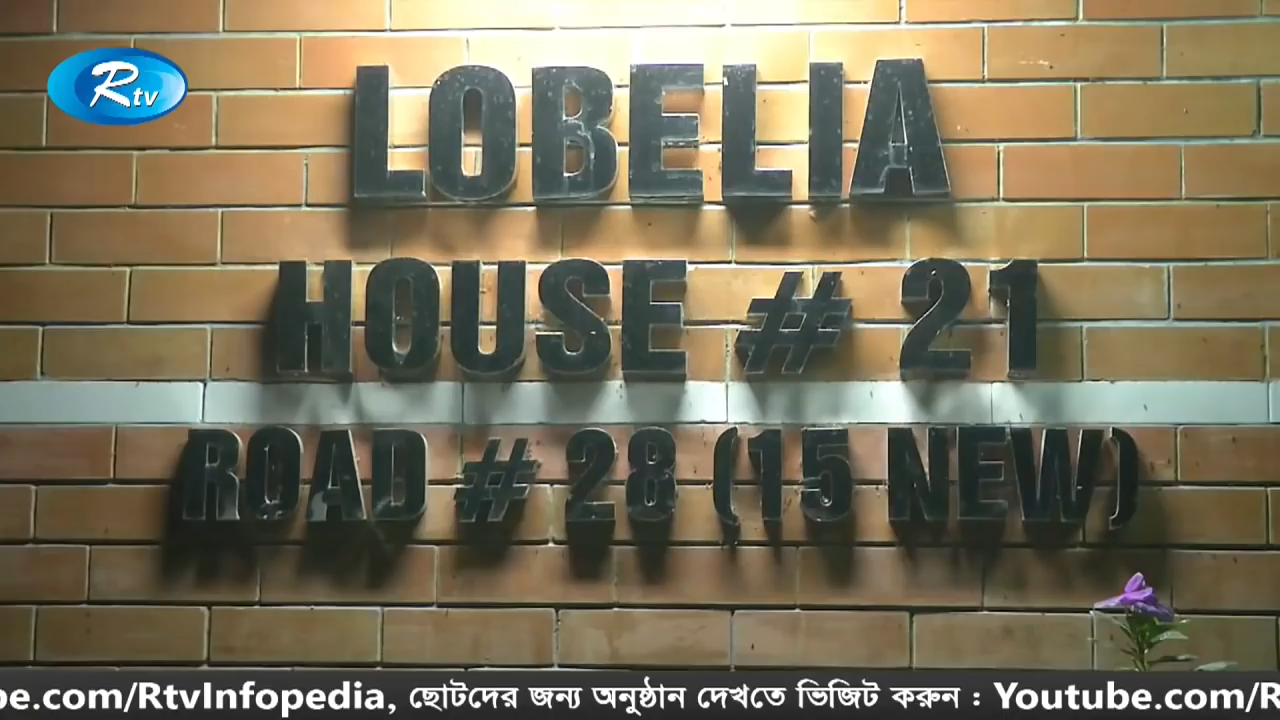 Rtv
LOBELIA
HOUSE # 21
ROAD # 28 (15 NEW)
be.com/RtvInfopedia, ছোটদের জন্য অনুষ্ঠান দেখতে ভিজিট করুন : Youtube.com/R